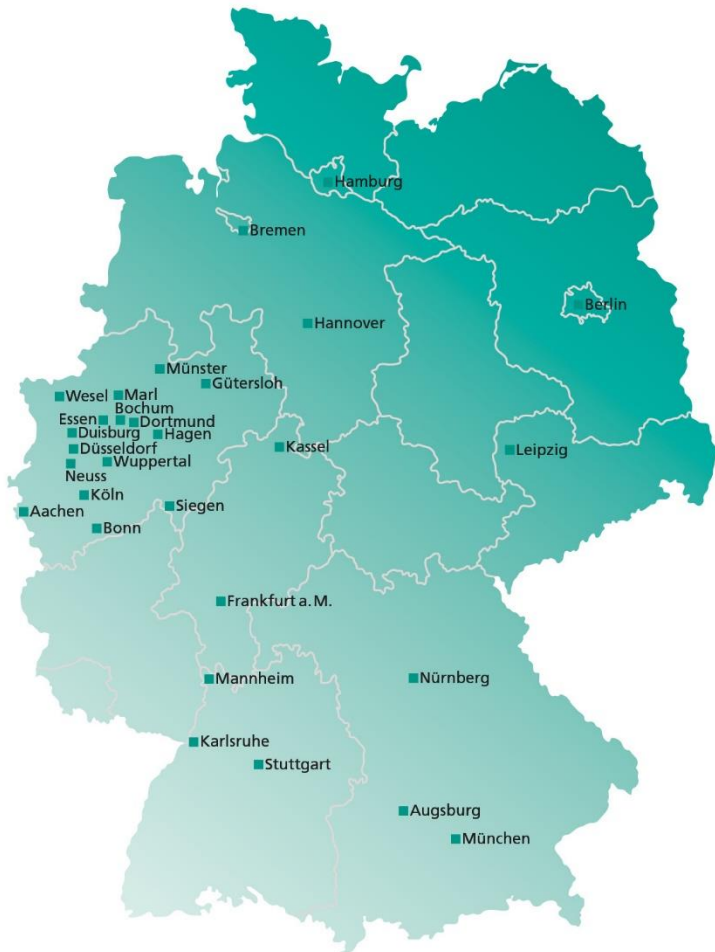 Hamburg
Bremen
Berlin
Hannover
Münster
Gütersloh
Wesel
Marl
Bochum
Essen
Dortmund
Duisburg
Hagen
Düsseldorf
Kassel
Leipzig
Wuppertal
Neuss
Köln
Siegen
Aachen
Bonn
Frankfurt a. M.
Mannheim
Nürnberg
Karlsruhe
Stuttgart
Augsburg
München